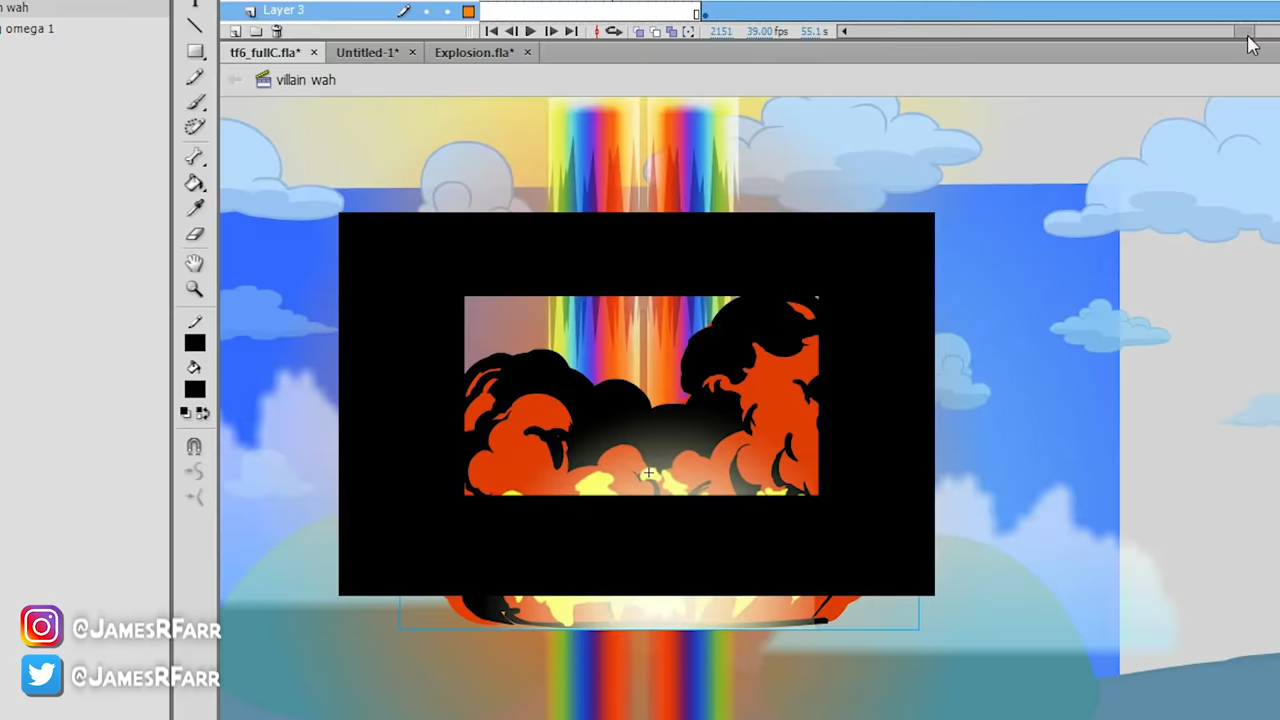 n wah
Layer 3
omega 1
2151 39.00 fps 55.1 s
tf6_fullC.fla* × Untitled-1* × Explosion.fla* ×
villain wah
@JamesRFarr
@JamesRFarr